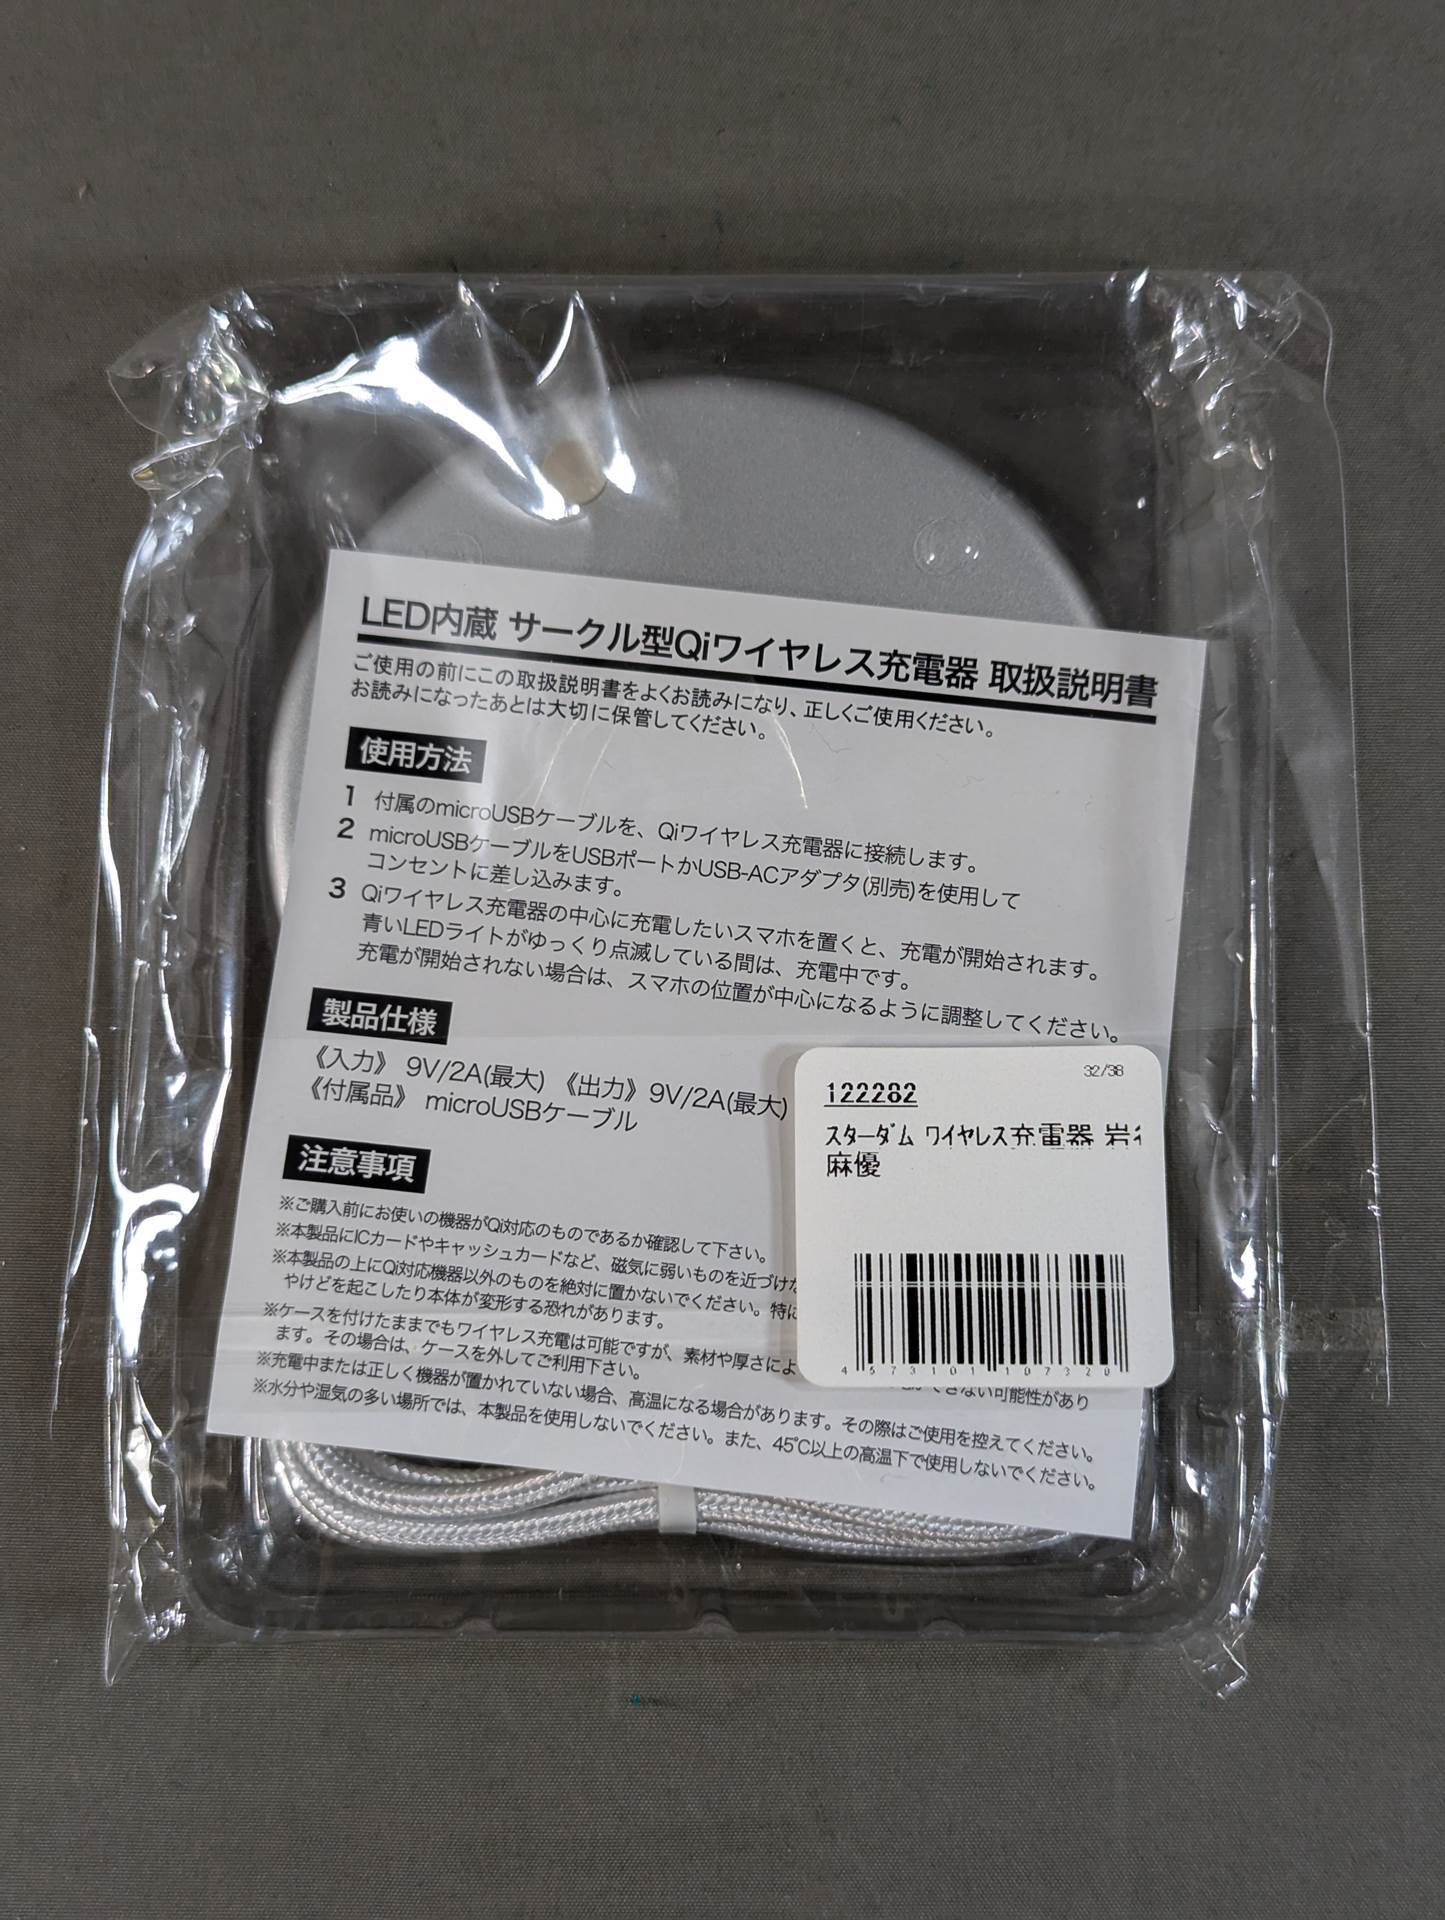 LED内蔵 サークル型Qiワイヤレス充電器 取扱説明書
ご使用の前にこの取扱説明書をよくお読みになり、正しくご使用ください。
お読みになったあとは大切に保管してください。
使用方法
1 付属のmicroUSBケーブルを、Qiワイヤレス充電器に接続します。
2 microUSBケーブルをUSBポートかUSB-ACアダプタ(別売)を使用して
コンセントに差し込みます。
3 Qiワイヤレス充電器の中心に充電したいスマホを置くと、充電が開始されます。
青いLEDライトがゆっくり点滅している間は、充電中です。
充電が開始されない場合は、スマホの位置が中心になるように調整してください。
製品仕様
《入力》 9V/2A(最大) 《出力》 9V/2A(最大)
《付属品》 microUSBケーブル
注意事項
※ご購入前にお使いの機器がQi対応のものであるか確認して下さい。
※本製品にICカードやキャッシュカードなど、磁気に弱いものを近づけな
※本製品の上にQi対応機器以外のものを絶対に置かないでください。特に
やけどを起こしたり本体が変形する恐れがあります。
※ケースを付けたままでもワイヤレス充電は可能ですが、素材や厚さによ
できない可能性があり
ます。その場合は、ケースを外してご利用下さい。
※充電中または正しく機器が置かれていない場合、高温になる場合があります。その際はご使用を控えてください。
※水分や湿気の多い場所では、本製品を使用しないでください。また、45℃以上の高温下で使用しないでください。
32/38
122282
スターダム ワイヤレス充電器 岩
麻優
4573101107320